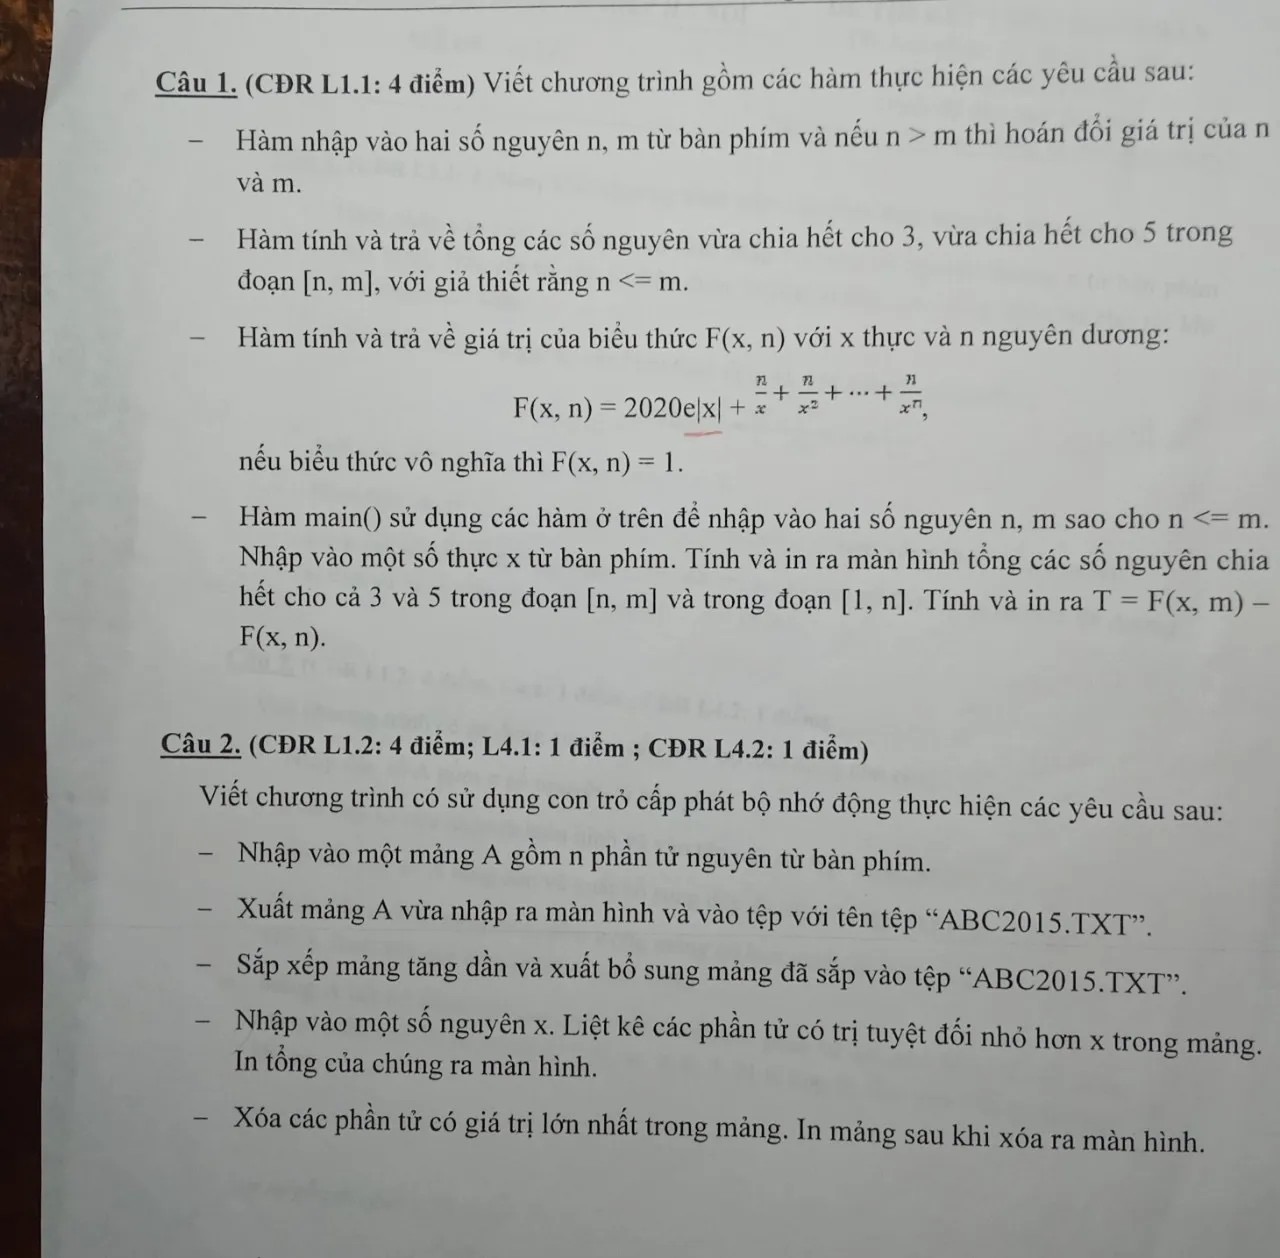 Câu 1. (CĐR L1.1: 4 điểm) Viết chương trình gồm các hàm thực hiện các yêu cầu sau:
– Hàm nhập vào hai số nguyên n, m từ bàn phím và nếu n > m thì hoán đổi giá trị của n
và m.
– Hàm tính và trả về tổng các số nguyên vừa chia hết cho 3, vừa chia hết cho 5 trong
đoạn [n, m], với giả thiết rằng n <= m.
– Hàm tính và trả về giá trị của biểu thức F(x, n) với x thực và n nguyên dương:
F(x, n) = 2020e|x| + n/x + n/x² + ⋯ + n/xⁿ,
nếu biểu thức vô nghĩa thì F(x, n) = 1.
– Hàm main() sử dụng các hàm ở trên để nhập vào hai số nguyên n, m sao cho n <= m.
Nhập vào một số thực x từ bàn phím. Tính và in ra màn hình tổng các số nguyên chia
hết cho cả 3 và 5 trong đoạn [n, m] và trong đoạn [1, n]. Tính và in ra T = F(x, m) –
F(x, n).
Câu 2. (CĐR L1.2: 4 điểm; L4.1: 1 điểm ; CĐR L4.2: 1 điểm)
Viết chương trình có sử dụng con trỏ cấp phát bộ nhớ động thực hiện các yêu cầu sau:
– Nhập vào một mảng A gồm n phần tử nguyên từ bàn phím.
– Xuất mảng A vừa nhập ra màn hình và vào tệp với tên tệp “ABC2015.TXT”.
– Sắp xếp mảng tăng dần và xuất bổ sung mảng đã sắp vào tệp “ABC2015.TXT”.
– Nhập vào một số nguyên x. Liệt kê các phần tử có trị tuyệt đối nhỏ hơn x trong mảng.
In tổng của chúng ra màn hình.
– Xóa các phần tử có giá trị lớn nhất trong mảng. In mảng sau khi xóa ra màn hình.